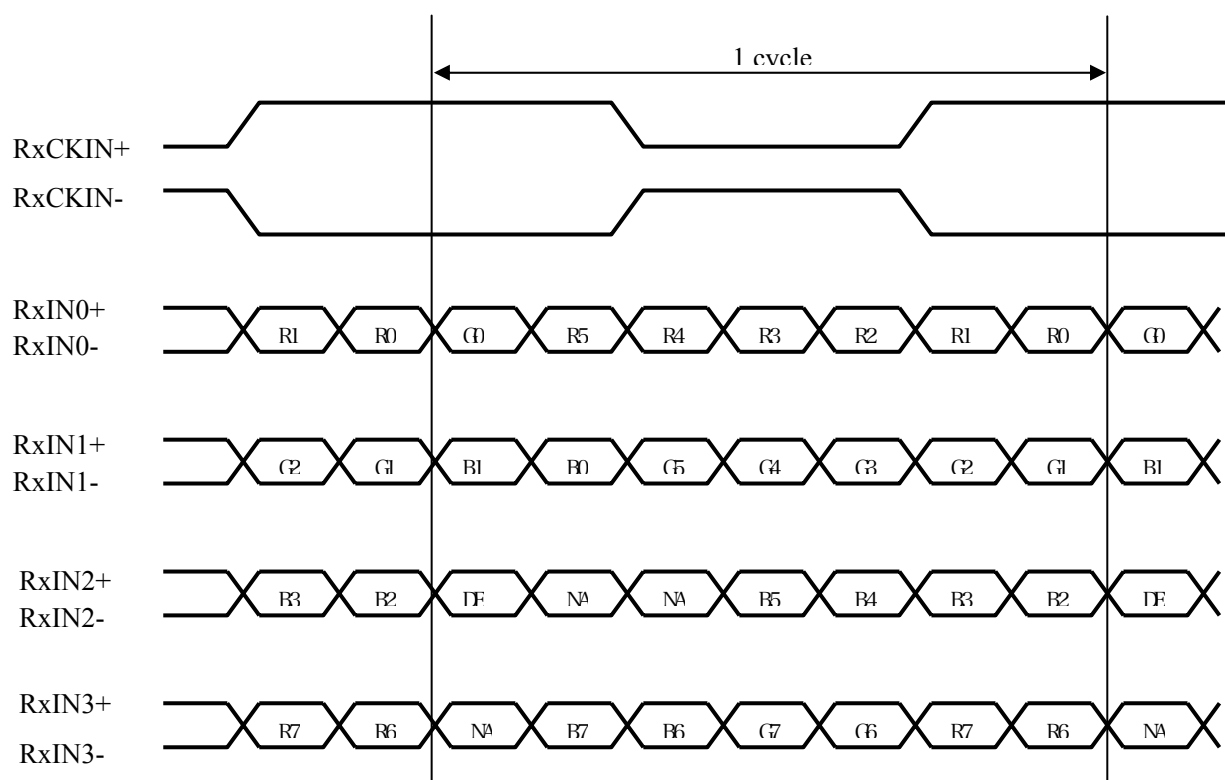 1 cycle
RxCKIN+
RxCKIN-
RxIN0+
RxIN0-
R1 R0 G0 R5 R4 R3 R2 R1 R0 G0
RxIN1+
RxIN1-
G2 G1 B1 B0 G5 G4 G3 G2 G1 B1
RxIN2+
RxIN2-
B3 B2 DE NA NA B5 B4 B3 B2 DE
RxIN3+
RxIN3-
R7 R6 NA B7 B6 G7 G6 R7 R6 NA